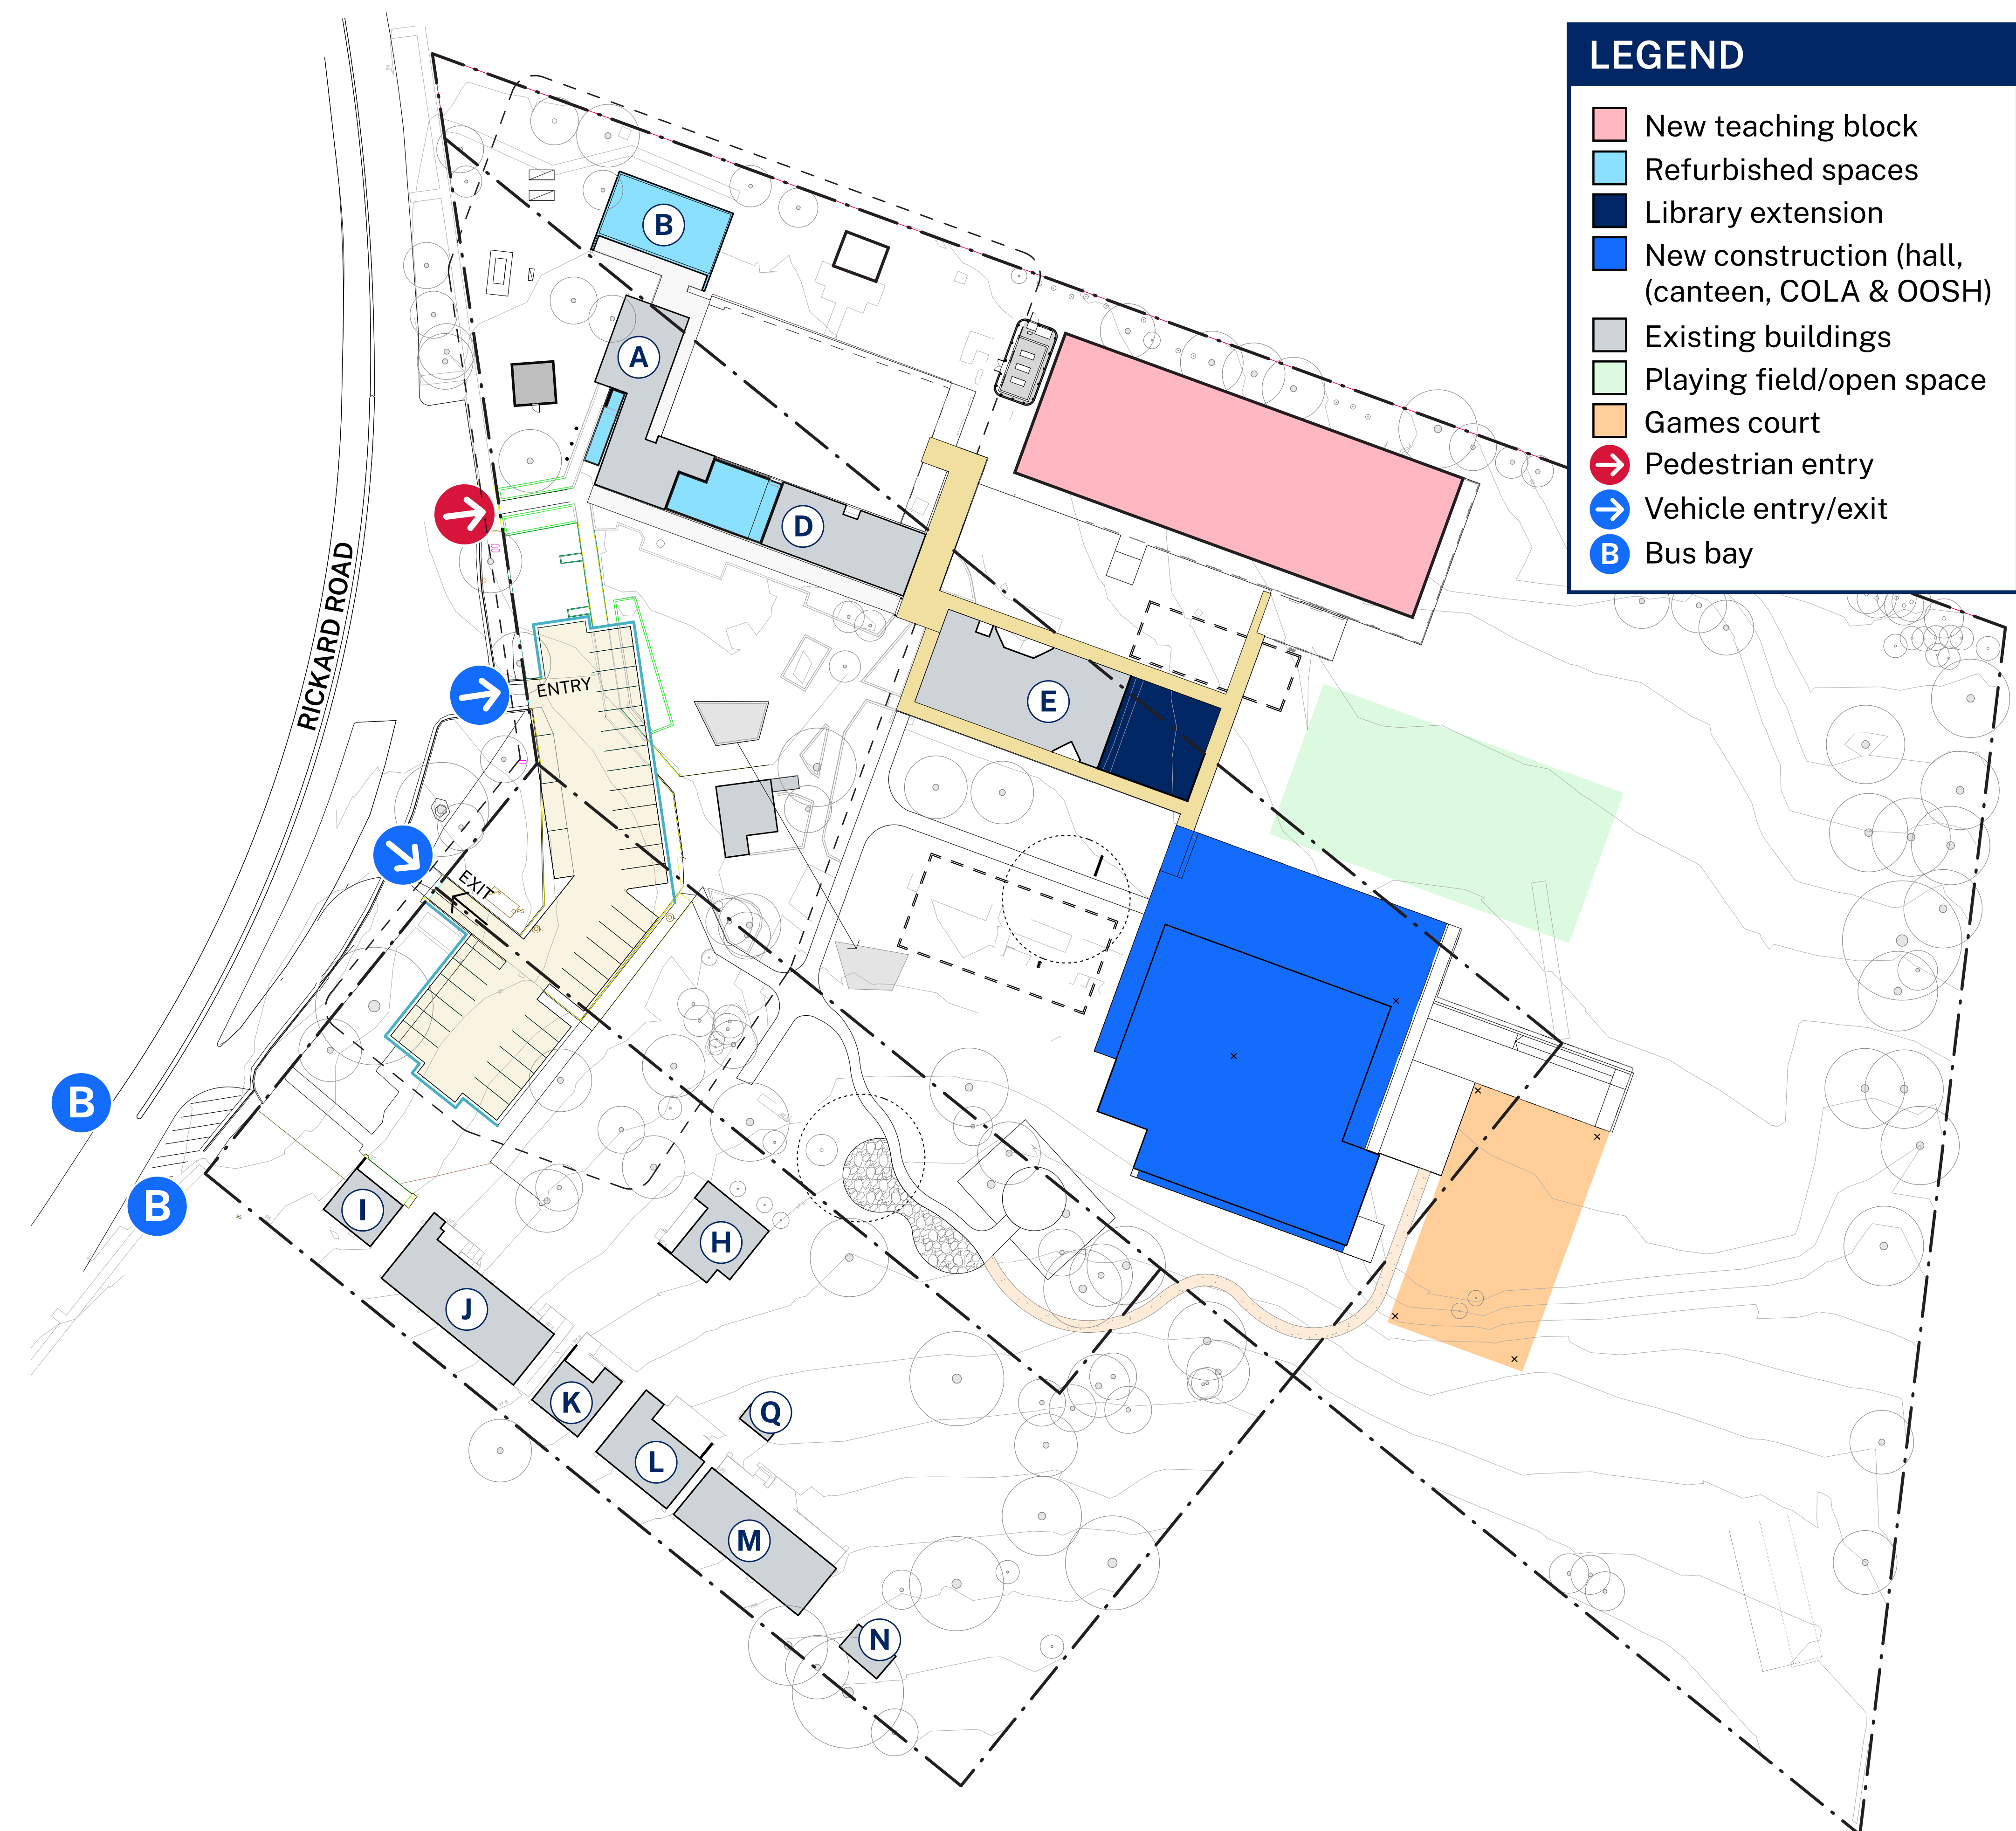 LEGEND
New teaching block
Refurbished spaces
Library extension
New construction (hall,
(canteen, COLA & OOSH)
Existing buildings
Playing field/open space
Games court
Pedestrian entry
Vehicle entry/exit
B Bus bay
B
A
D
E
RICKARD ROAD
ENTRY
EXIT
B
B
I
H
J
K
Q
L
M
N